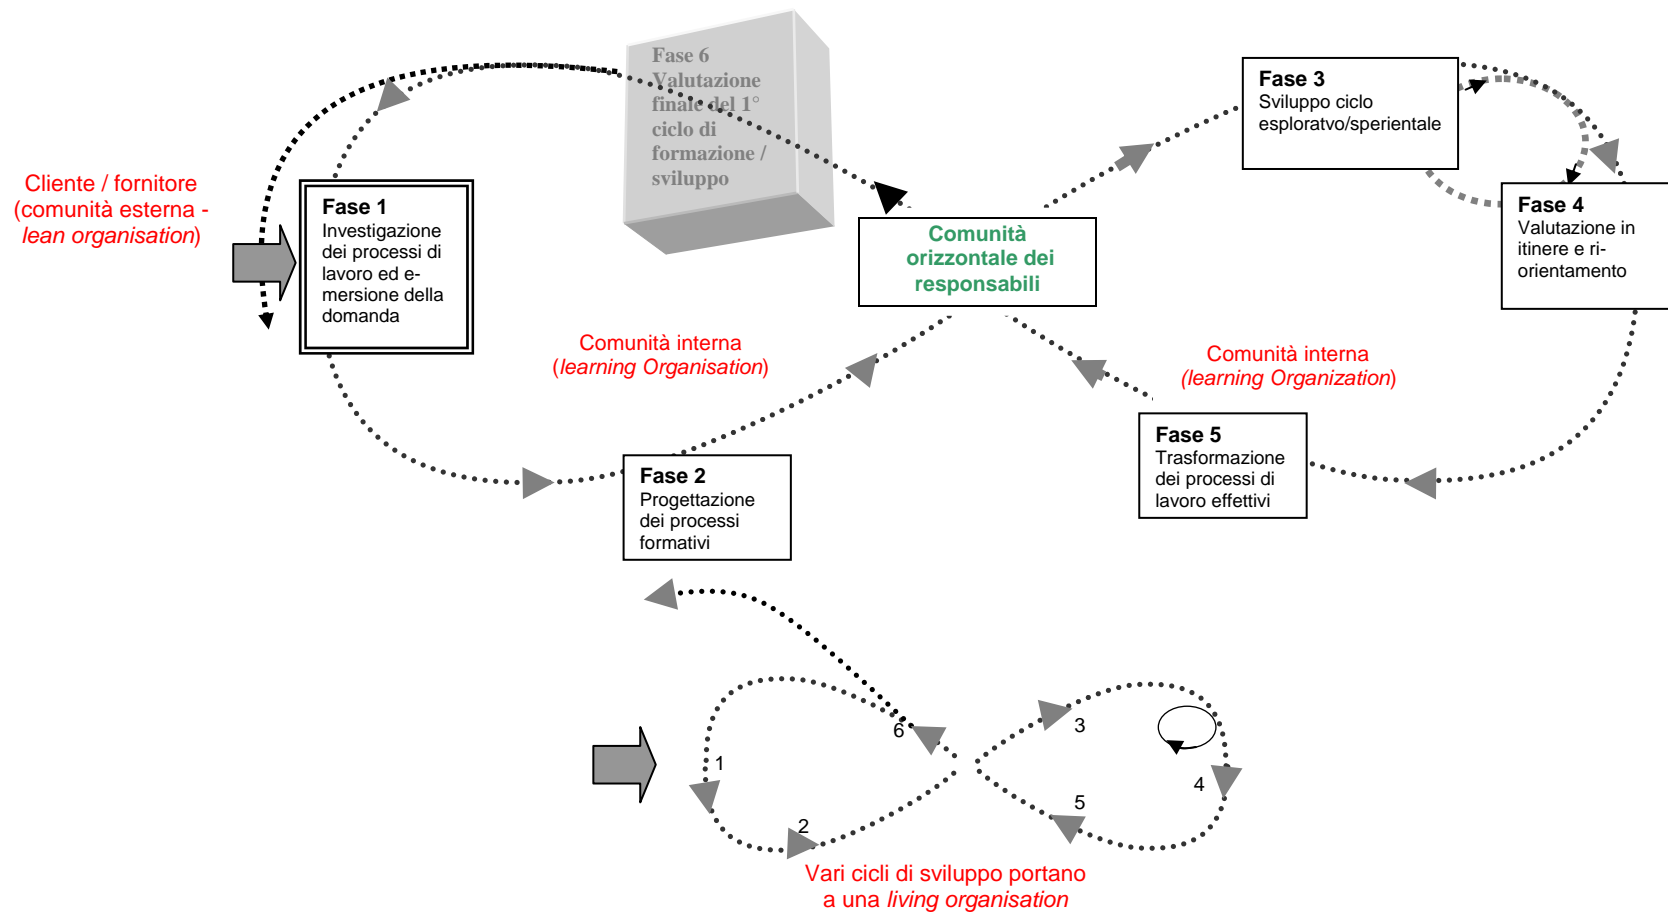 Fase 6
Valutazione
finale del 1°
ciclo di
formazione /
sviluppo
Fase 3
Sviluppo ciclo
esploratvo/sperientale
Cliente / fornitore
(comunità esterna -
lean organisation)
Fase 1
Investigazione
dei processi di
lavoro ed e-
mersione della
domanda
Fase 4
Valutazione in
itinere e ri-
orientamento
Comunità
orizzontale dei
responsabili
Comunità interna
(learning Organisation)
Comunità interna
(learning Organization)
Fase 5
Trasformazione
dei processi di
lavoro effettivi
Fase 2
Progettazione
dei processi
formativi
6
3
1
4
5
2
Vari cicli di sviluppo portano
a una living organisation